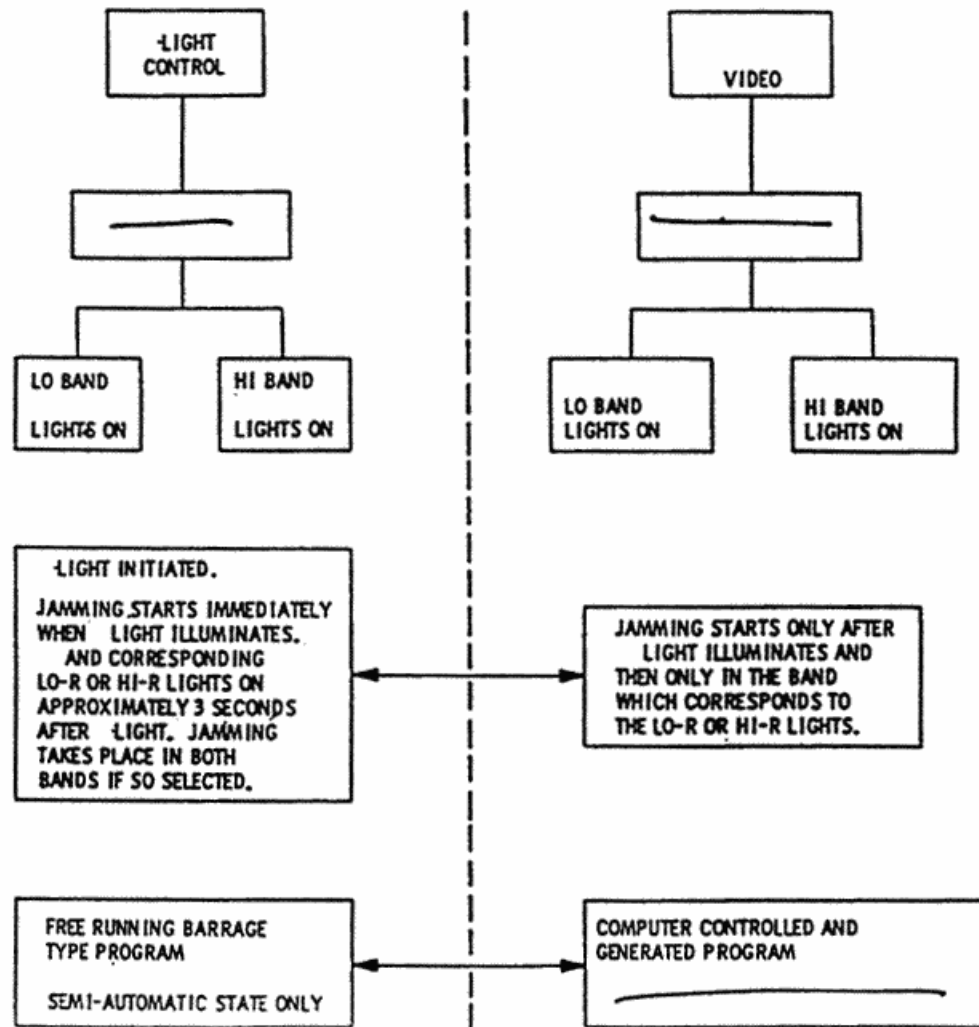 -LIGHT
CONTROL
VIDEO
LO BAND
LIGHTS ON
HI BAND
LIGHTS ON
LO BAND
LIGHTS ON
HI BAND
LIGHTS ON
-LIGHT INITIATED.
JAMMING STARTS IMMEDIATELY
WHEN LIGHT ILLUMINATES.
AND CORRESPONDING
LO-R OR HI-R LIGHTS ON
APPROXIMATELY 3 SECONDS
AFTER -LIGHT. JAMMING
TAKES PLACE IN BOTH
BANDS IF SO SELECTED.
JAMMING STARTS ONLY AFTER
LIGHT ILLUMINATES AND
THEN ONLY IN THE BAND
WHICH CORRESPONDS TO
THE LO-R OR HI-R LIGHTS.
FREE RUNNING BARRAGE
TYPE PROGRAM
SEMI-AUTOMATIC STATE ONLY
COMPUTER CONTROLLED AND
GENERATED PROGRAM